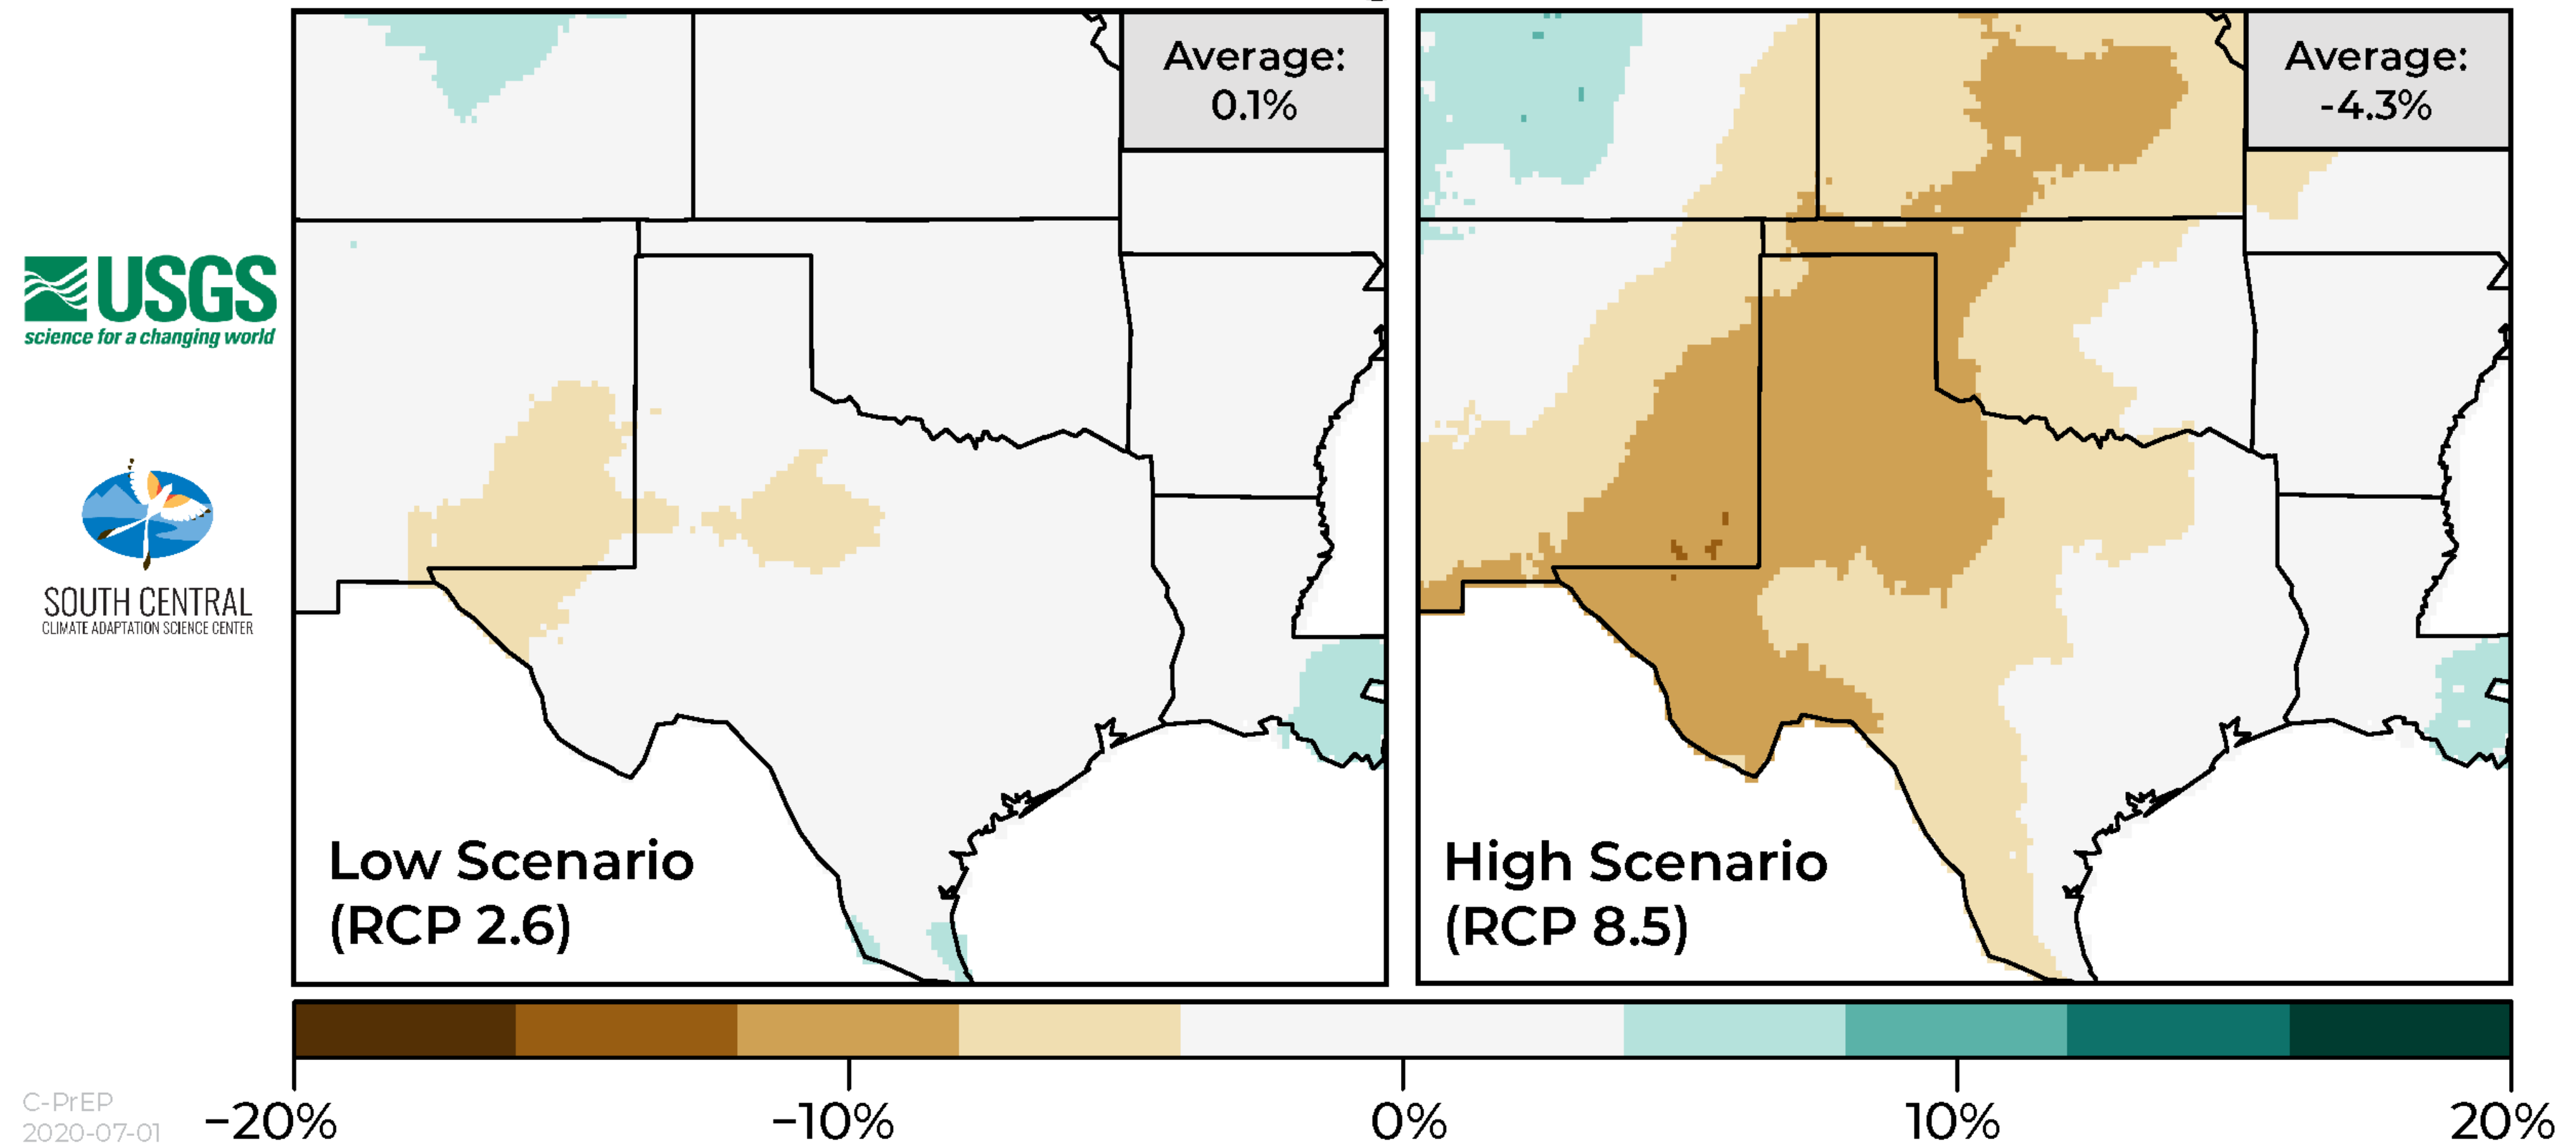 Average:
0.1%
Average:
-4.3%
USGS
science for a changing world
SOUTH CENTRAL
CLIMATE ADAPTATION SCIENCE CENTER
Low Scenario
(RCP 2.6)
High Scenario
(RCP 8.5)
C-PrEP
2020-07-01
−20%
−10%
0%
10%
20%